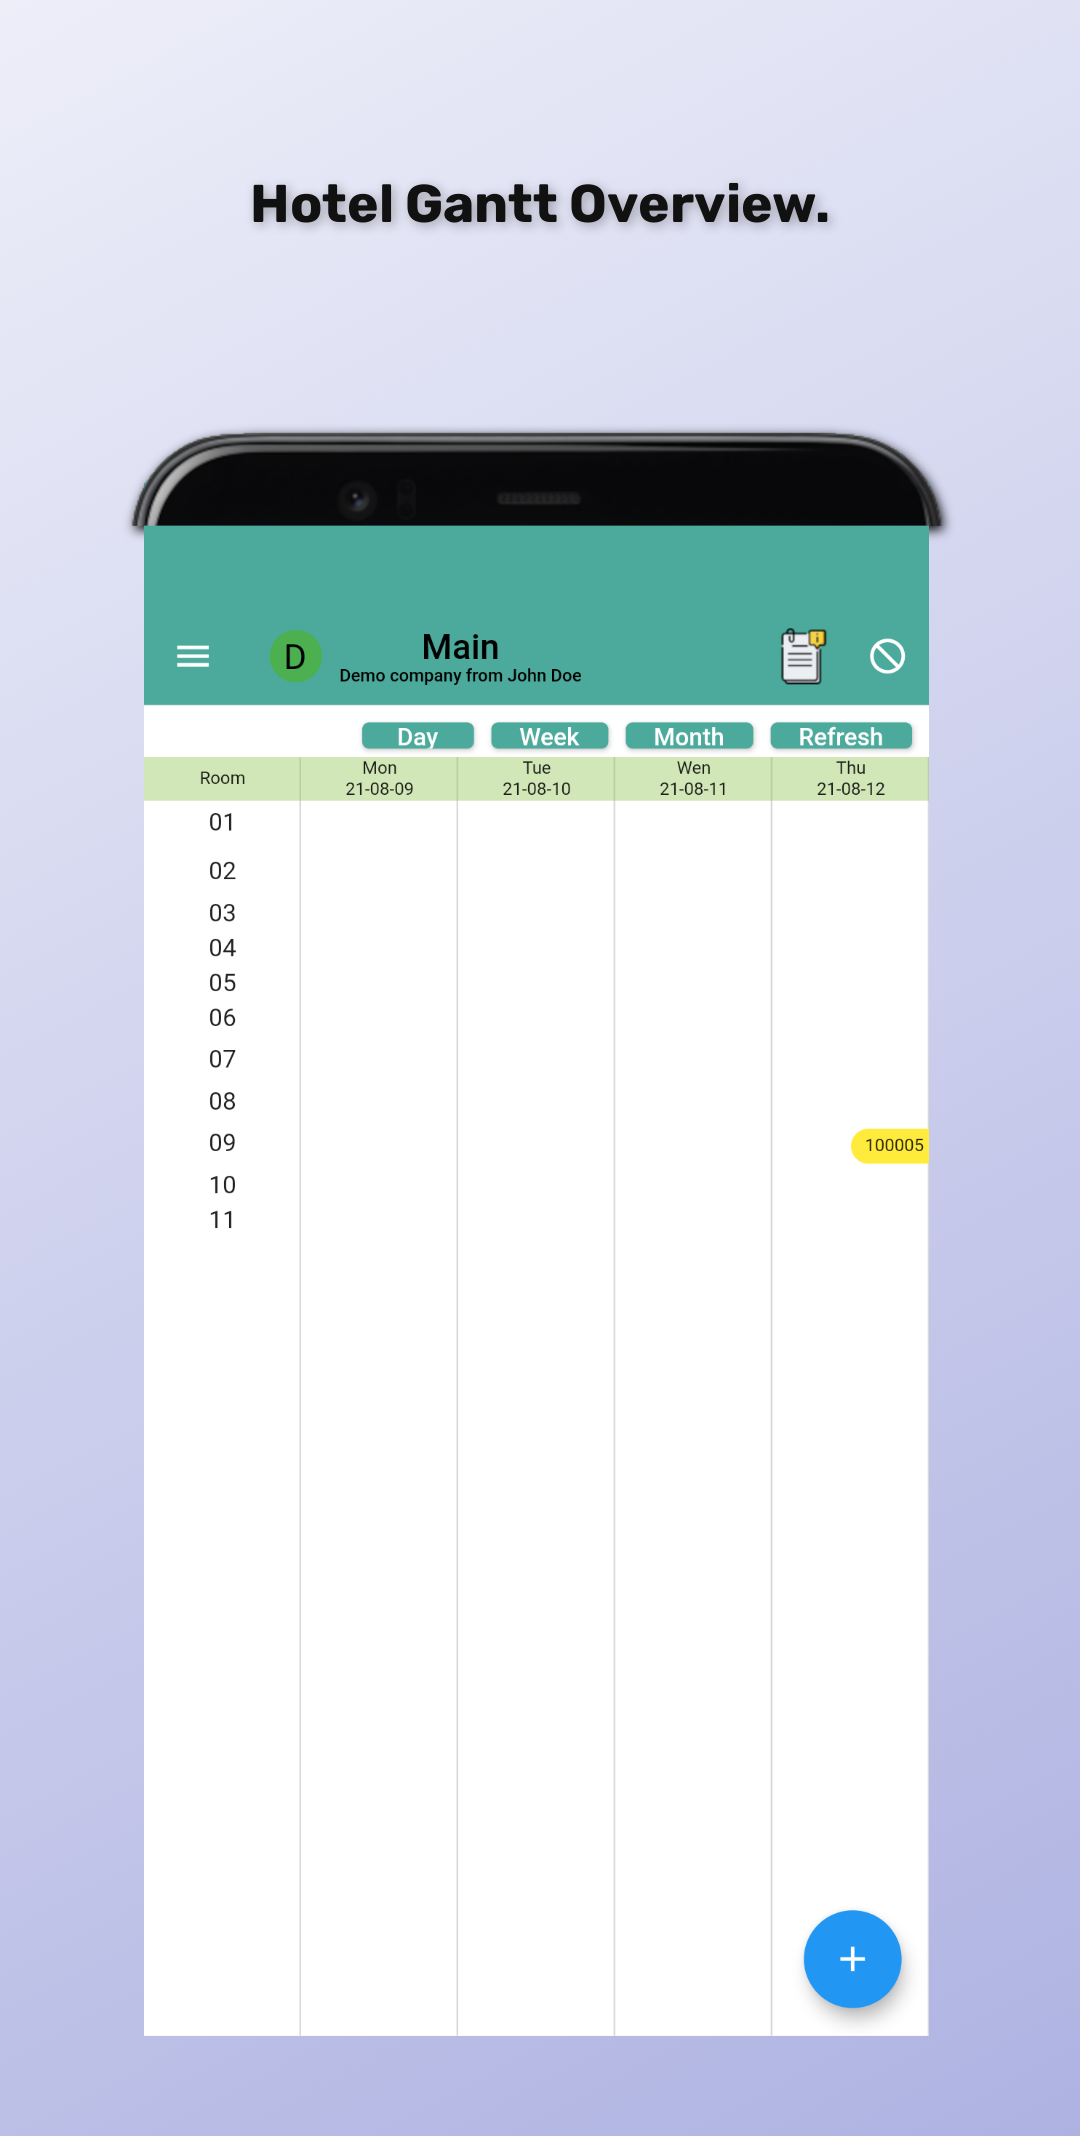 Hotel Gantt Overview.
D
Main
Demo company from John Doe
Day Week Month Refresh
Room Mon Tue Wen Thu
21-08-09 21-08-10 21-08-11 21-08-12
01
02
03
04
05
06
07
08
09 100005
10
11
+